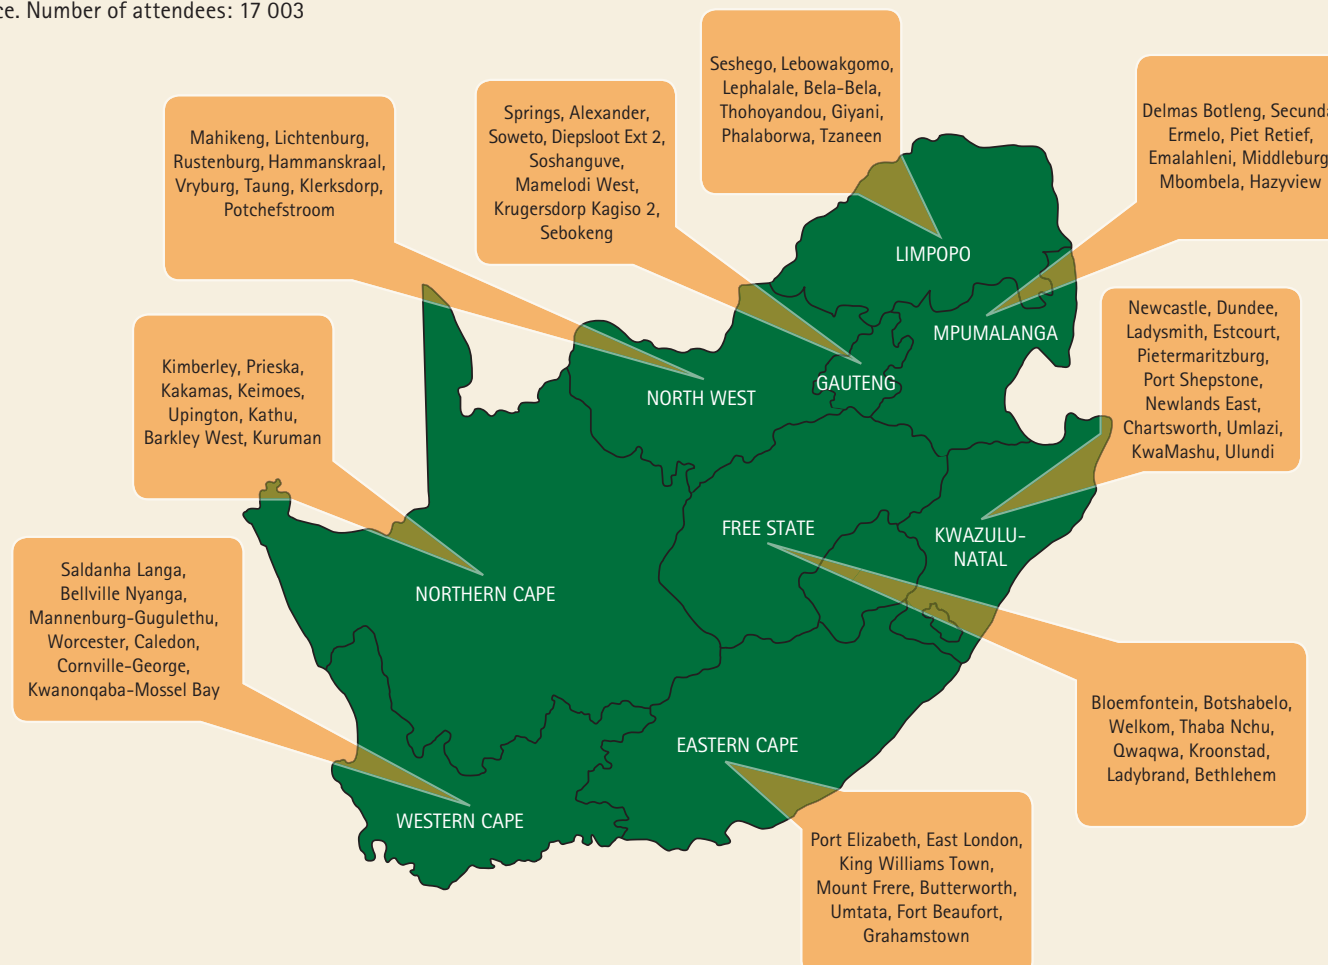 ce. Number of attendees: 17 003
Seshego, Lebowakgomo,
Lephalale, Bela-Bela,
Thohoyandou, Giyani,
Phalaborwa, Tzaneen
Delmas Botleng, Secunda
Ermelo, Piet Retief,
Emalahleni, Middleburg
Mbombela, Hazyview
Springs, Alexander,
Soweto, Diepsloot Ext 2,
Soshanguve,
Mamelodi West,
Krugersdorp Kagiso 2,
Sebokeng
Mahikeng, Lichtenburg,
Rustenburg, Hammanskraal,
Vryburg, Taung, Klerksdorp,
Potchefstroom
LIMPOPO
MPUMALANGA
Newcastle, Dundee,
Ladysmith, Estcourt,
Pietermaritzburg,
Port Shepstone,
Newlands East,
Chartsworth, Umlazi,
KwaMashu, Ulundi
GAUTENG
NORTH WEST
Kimberley, Prieska,
Kakamas, Keimoes,
Upington, Kathu,
Barkley West, Kuruman
FREE STATE
KWAZULU-
NATAL
NORTHERN CAPE
Saldanha Langa,
Bellville Nyanga,
Mannenburg-Gugulethu,
Worcester, Caledon,
Cornville-George,
Kwanonqaba-Mossel Bay
Bloemfontein, Botshabelo,
Welkom, Thaba Nchu,
Qwaqwa, Kroonstad,
Ladybrand, Bethlehem
EASTERN CAPE
WESTERN CAPE
Port Elizabeth, East London,
King Williams Town,
Mount Frere, Butterworth,
Umtata, Fort Beaufort,
Grahamstown